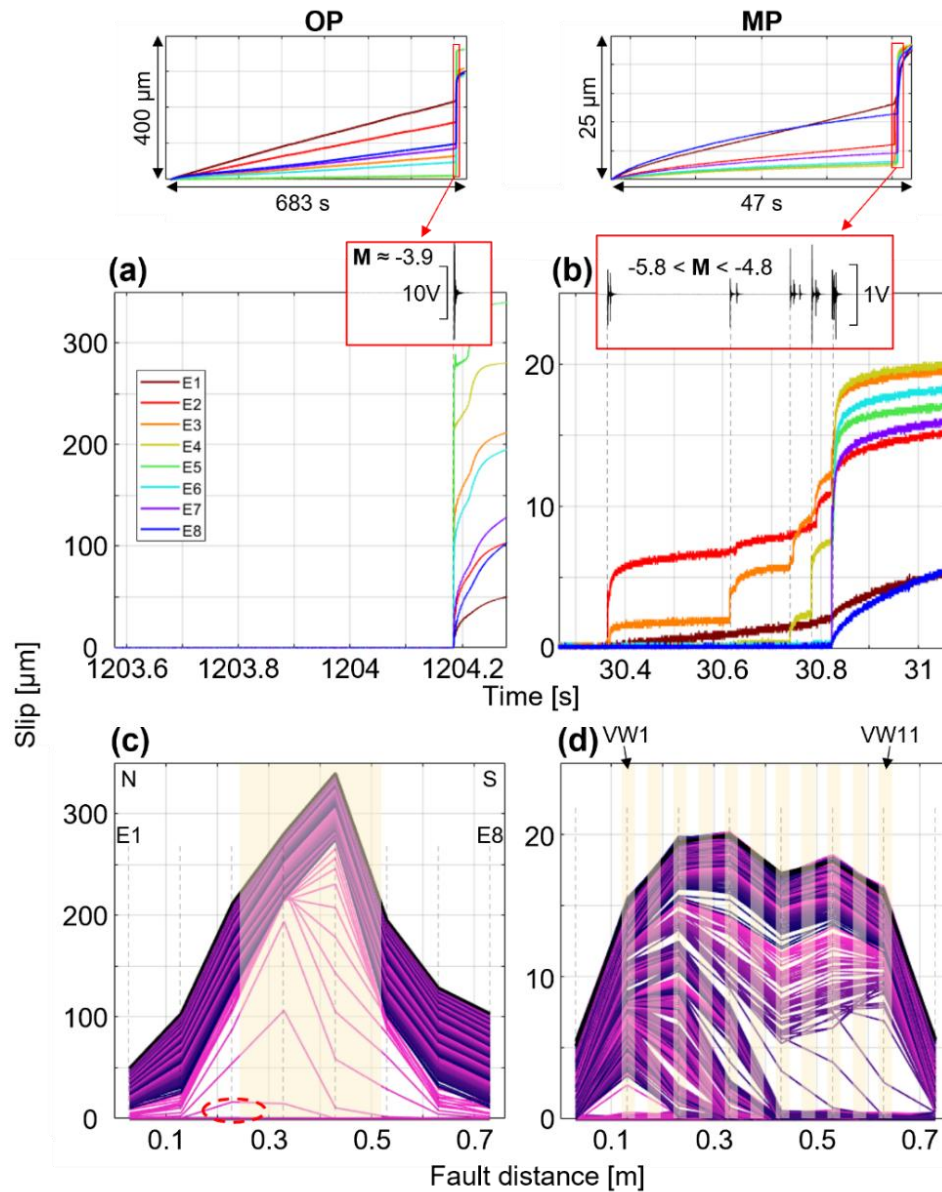 OP
MP
400 µm
25 µm
683 s
47 s
(a)
M ≈ -3.9
10V
(b)
-5.8 < M < -4.8
1V
300
200
100
0
E1
E2
E3
E4
E5
E6
E7
E8
20
10
0
1203.6
1203.8
1204
1204.2
30.4
30.6
30.8
31
Time [s]
Slip [µm]
(c)
N
S
E1
E8
300
200
100
0
0.1
0.3
0.5
0.7
(d)
VW1
VW11
20
10
0
0.1
0.3
0.5
0.7
Fault distance [m]